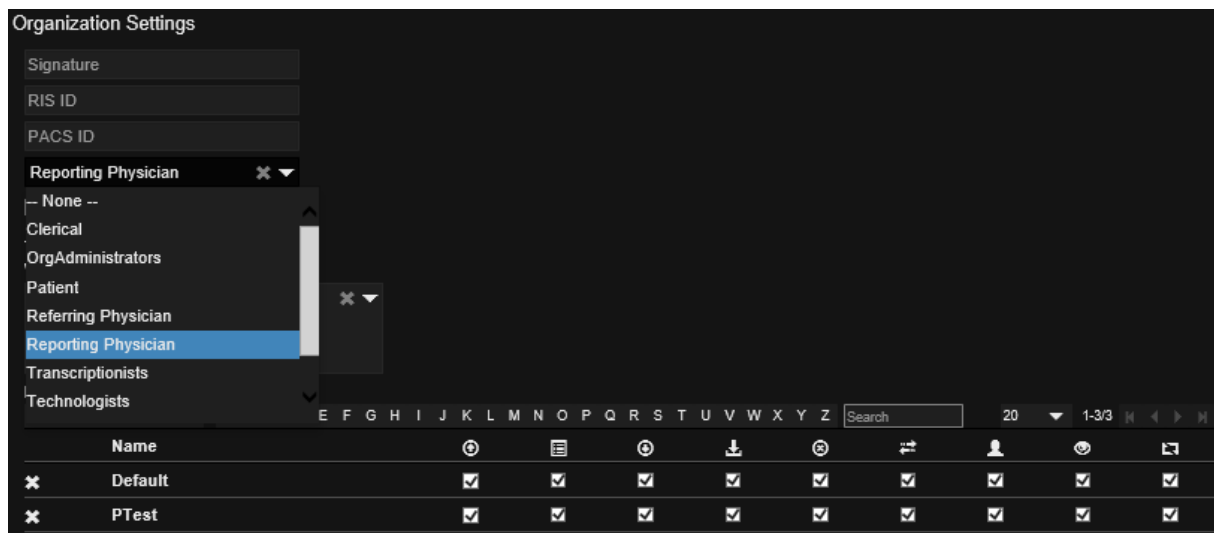 Organization Settings
Signature
RIS ID
PACS ID
Reporting Physician
-- None --
Clerical
OrgAdministrators
Patient
Referring Physician
Reporting Physician
Transcriptionists
Technologists
E F G H I J K L M N O P Q R S T U V W X Y Z Search 20 1-3/3
Name
Default
PTest